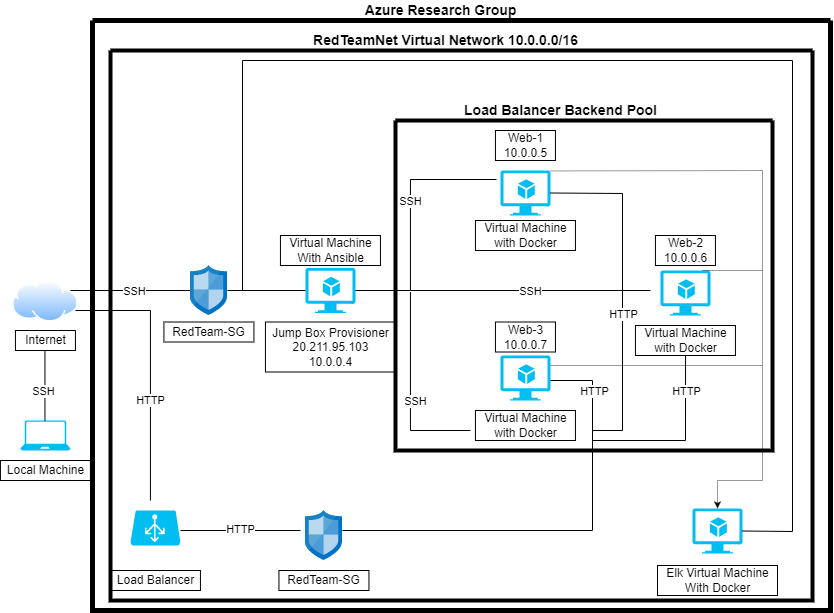 Azure Research Group
RedTeamNet Virtual Network 10.0.0.0/16
Load Balancer Backend Pool
Web-1
10.0.0.5
SSH
Virtual Machine
with Docker
Virtual Machine
With Ansible
Web-2
10.0.0.6
SSH
SSH
HTTP
Internet
RedTeam-SG
Jump Box Provisioner
20.211.95.103
10.0.0.4
Web-3
10.0.0.7
Virtual Machine
with Docker
SSH
HTTP
SSH
HTTP
HTTP
Virtual Machine
with Docker
Local Machine
HTTP
Load Balancer
RedTeam-SG
Elk Virtual Machine
With Docker